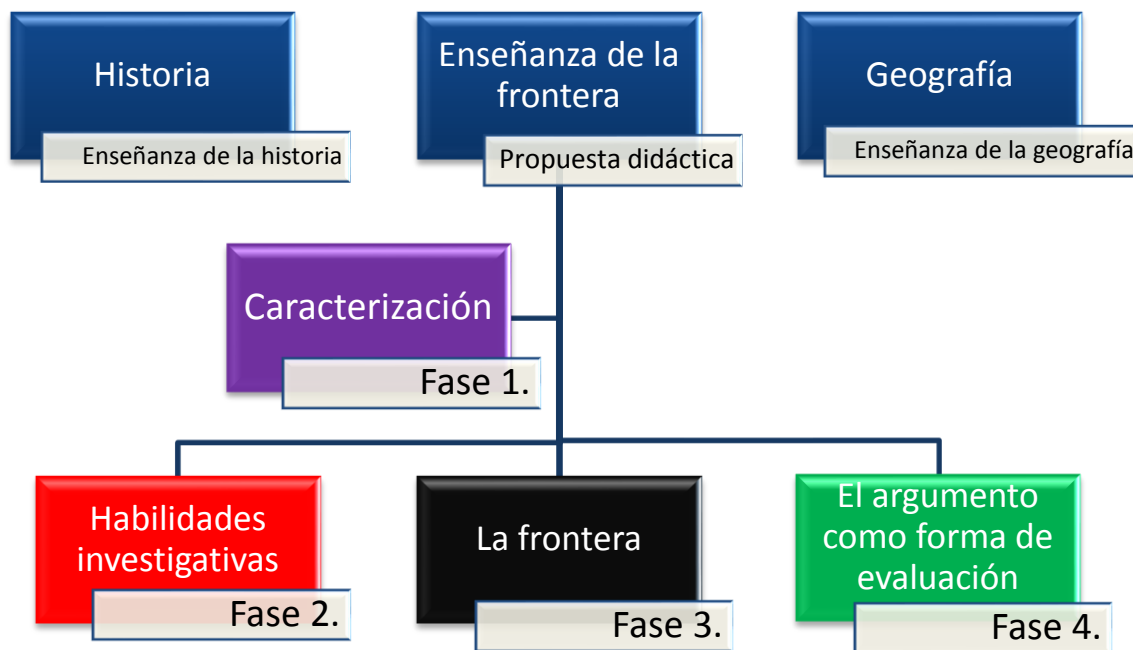 Historia
Enseñanza de la historia
Enseñanza de la
frontera
Propuesta didáctica
Geografía
Enseñanza de la geografía
Caracterización
Fase 1.
Habilidades
investigativas
Fase 2.
La frontera
Fase 3.
El argumento
como forma de
evaluación
Fase 4.